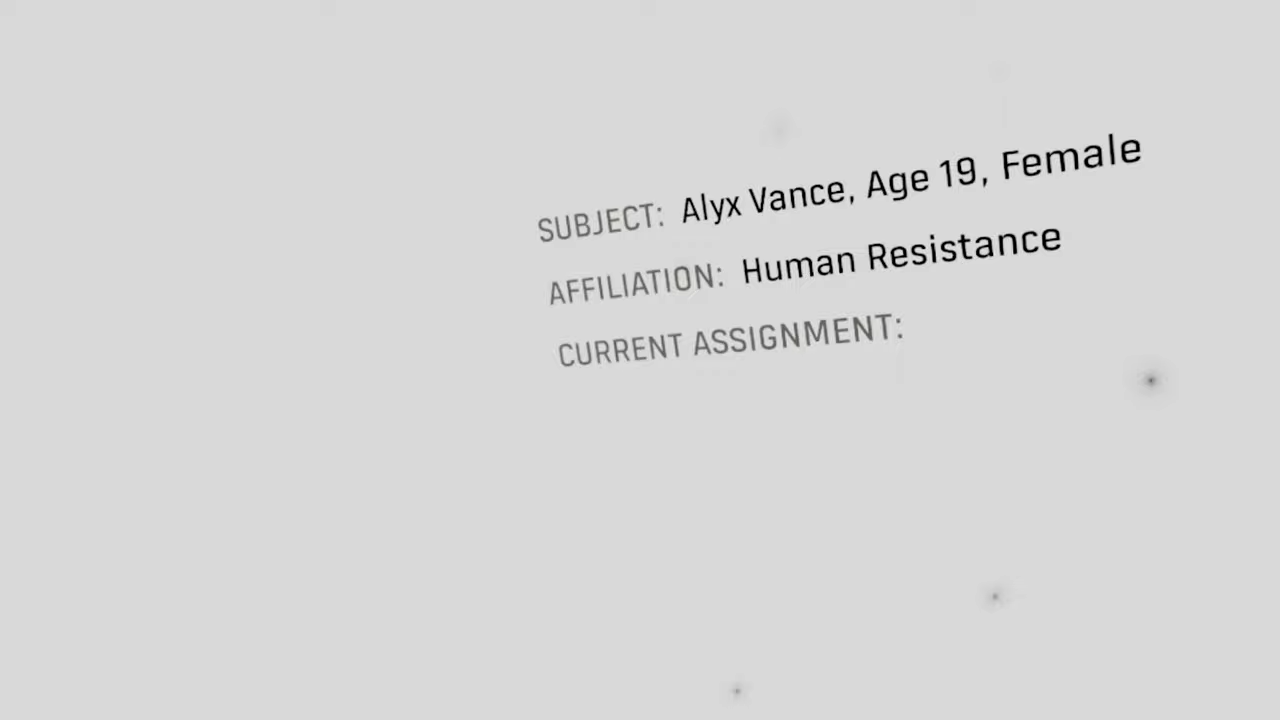 SUBJECT: Alyx Vance, Age 19, Female
AFFILIATION: Human Resistance
CURRENT ASSIGNMENT: